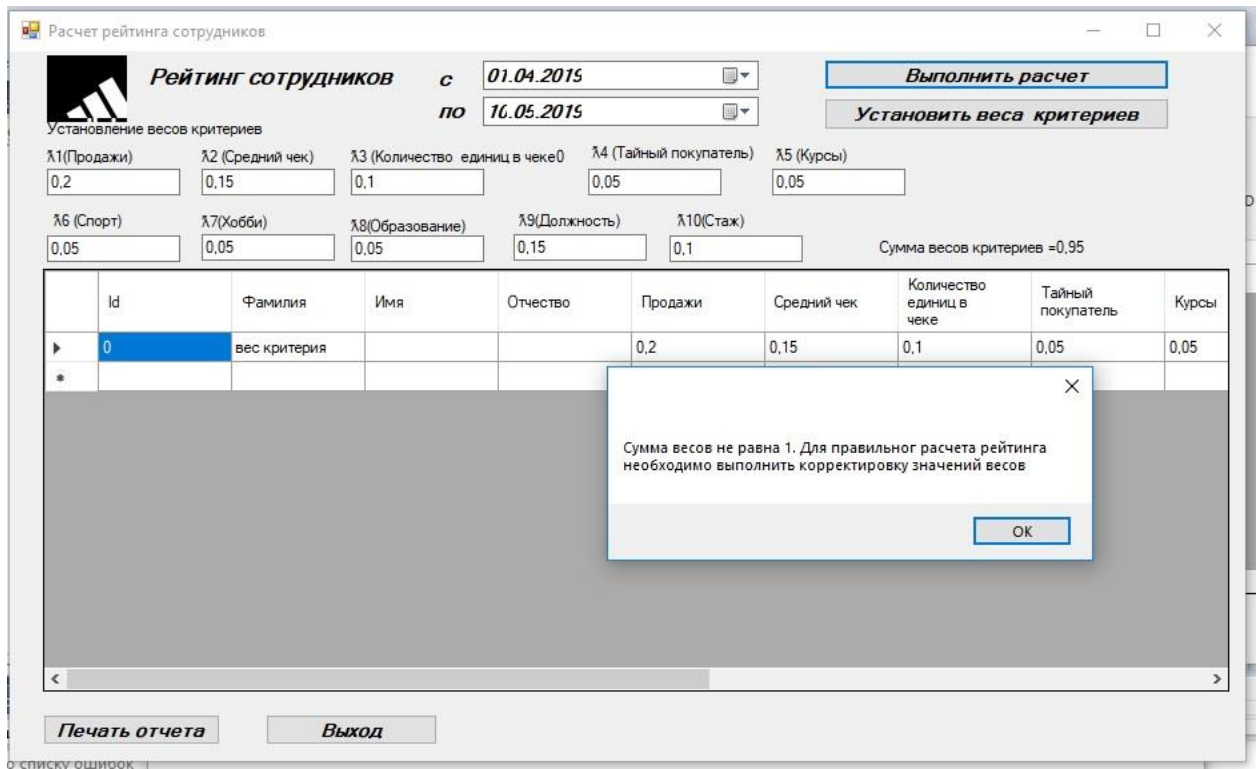 Расчет рейтинга сотрудников
Рейтинг сотрудников с 01.04.2019 Выполнить расчет
по 10.05.2019 Установить веса критериев
Установление весов критериев
λ1(Продажи) λ2 (Средний чек) λ3 (Количество единиц в чеке0 λ4 (Тайный покупатель) λ5 (Курсы)
0,2 0,15 0,1 0,05 0,05
λ6 (Спорт) λ7(Хобби) λ8(Образование) λ9(Должность) λ10(Стаж)
0,05 0,05 0,05 0,15 0,1 Сумма весов критериев =0,95
Id Фамилия Имя Отчество Продажи Средний чек Количество единиц в чеке Тайный покупатель Курсы
0 вес критерия 0,2 0,15 0,1 0,05 0,05
Сумма весов не равна 1. Для правильног расчета рейтинга
необходимо выполнить корректировку значений весов
OK
Печать отчета Выход
о списку ошибок